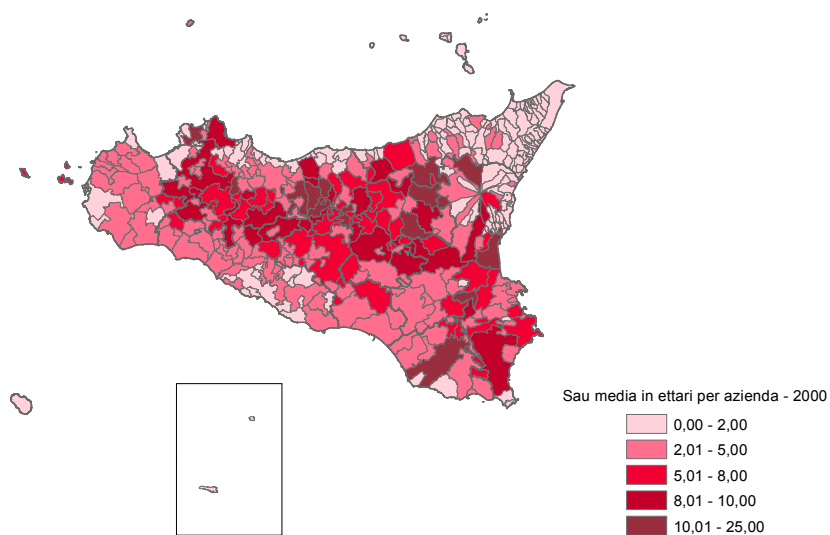 Sau media in ettari per azienda - 2000
0,00 - 2,00
2,01 - 5,00
5,01 - 8,00
8,01 - 10,00
10,01 - 25,00